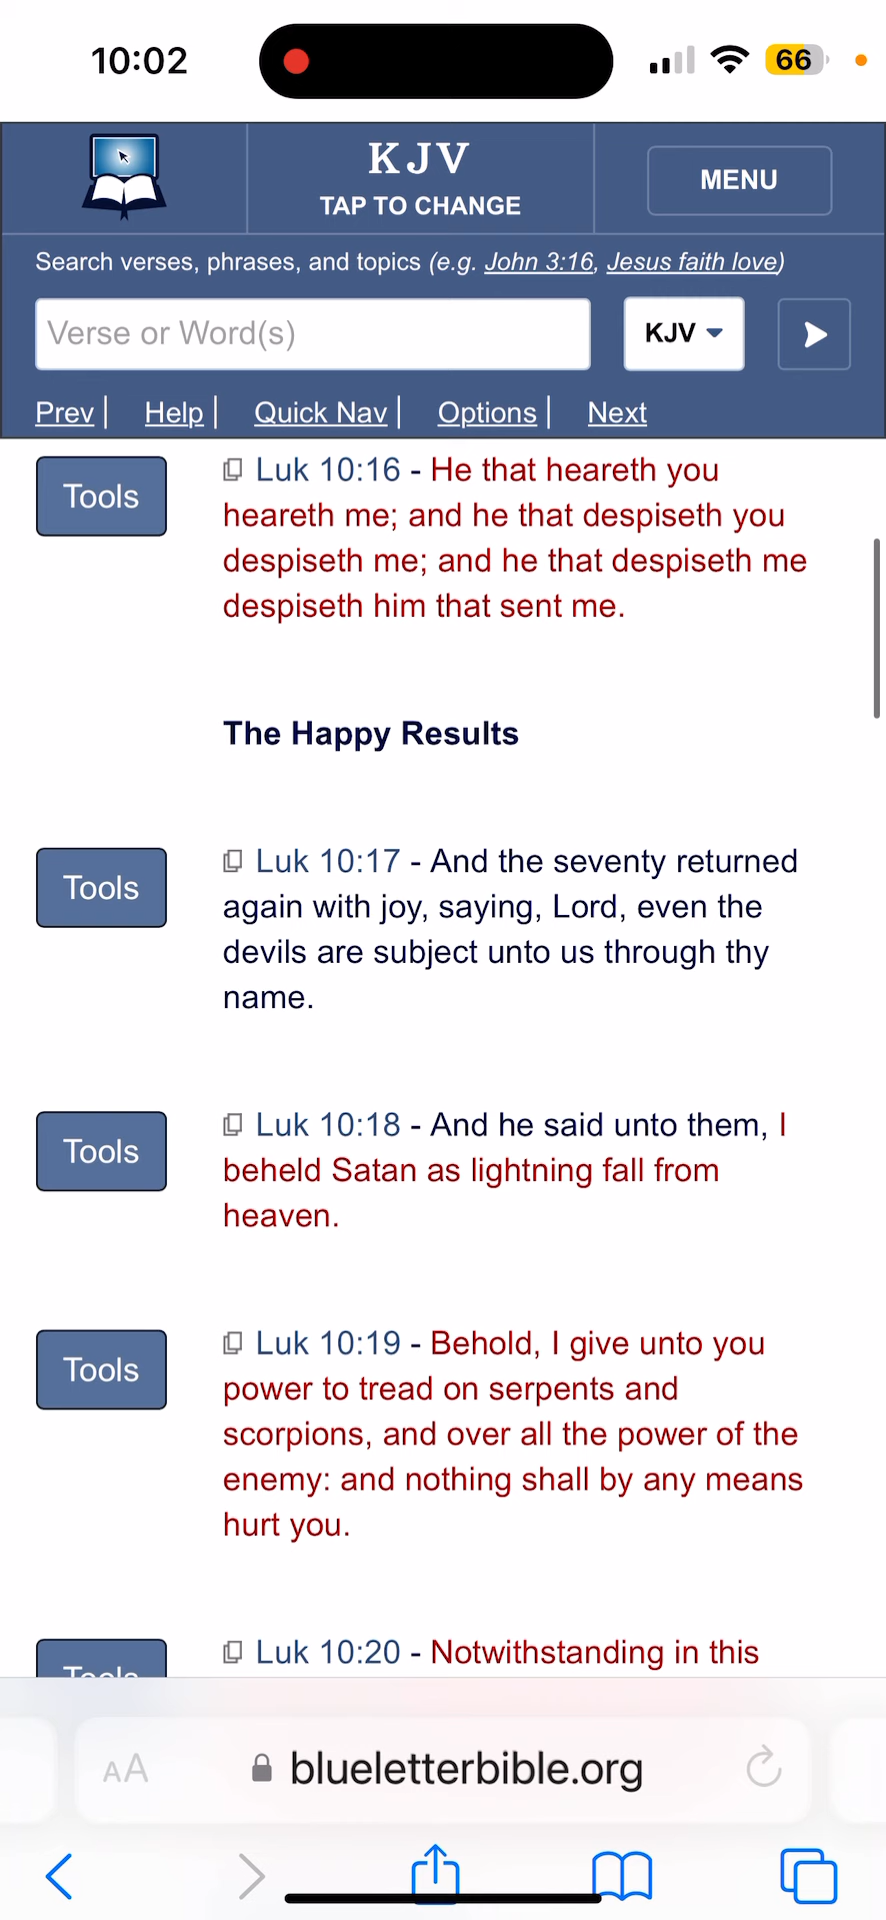 10:02
66
KJV
TAP TO CHANGE
MENU
Search verses, phrases, and topics (e.g. John 3:16, Jesus faith love)
Verse or Word(s)
KJV
Prev | Help | Quick Nav | Options | Next
Tools
Luk 10:16 - He that heareth you
heareth me; and he that despiseth you
despiseth me; and he that despiseth me
despiseth him that sent me.
The Happy Results
Tools
Luk 10:17 - And the seventy returned
again with joy, saying, Lord, even the
devils are subject unto us through thy
name.
Tools
Luk 10:18 - And he said unto them, I
beheld Satan as lightning fall from
heaven.
Tools
Luk 10:19 - Behold, I give unto you
power to tread on serpents and
scorpions, and over all the power of the
enemy: and nothing shall by any means
hurt you.
Tools
Luk 10:20 - Notwithstanding in this
AA
blueletterbible.org